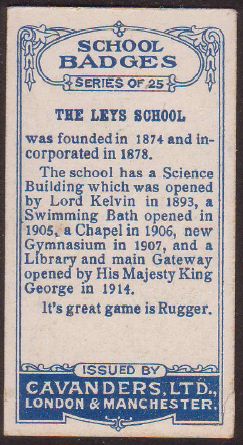 SCHOOL
BADGES
SERIES OF 25
THE LEYS SCHOOL
was founded in 1874 and in-
corporated in 1878.
The school has a Science
Building which was opened
by Lord Kelvin in 1893, a
Swimming Bath opened in
1905, a Chapel in 1906, new
Gymnasium in 1907, and a
Library and main Gateway
opened by His Majesty King
George in 1914.
It's great game is Rugger.
ISSUED BY
CAVANDERS, LTD.,
LONDON & MANCHESTER.